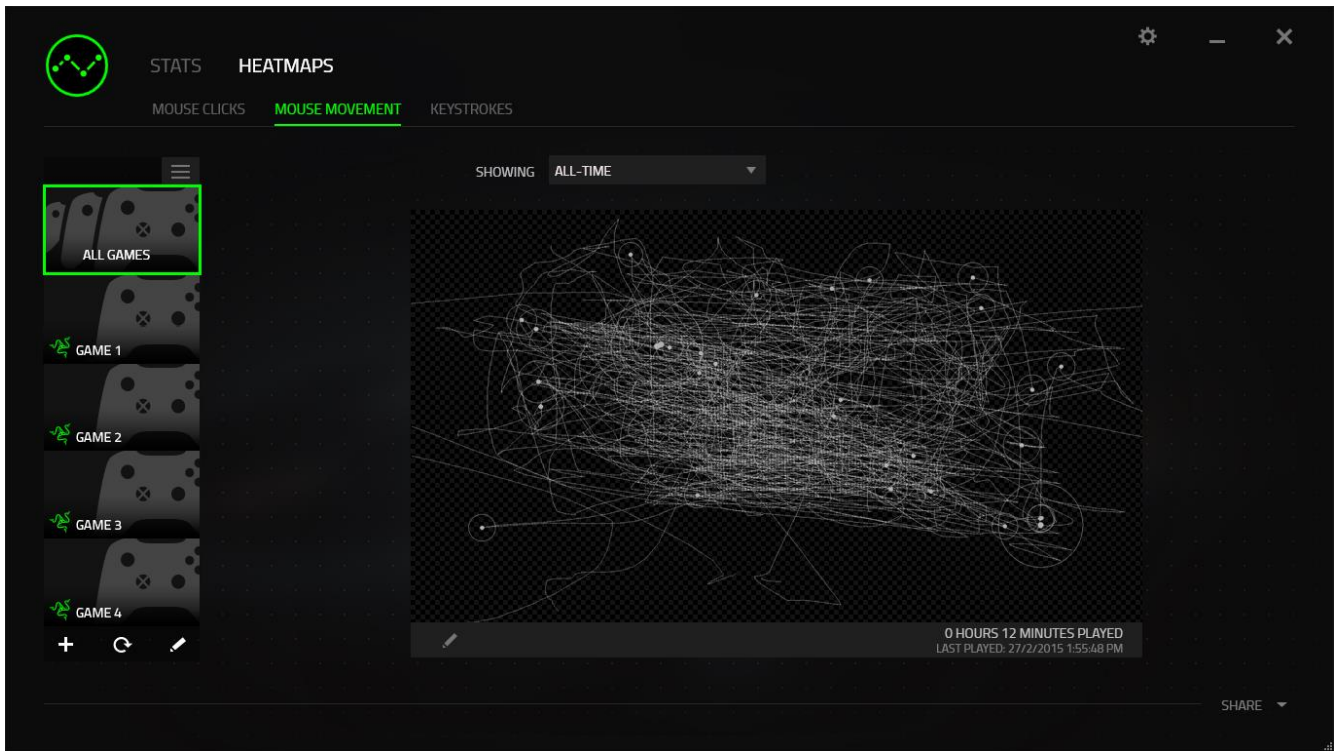 STATS HEATMAPS
MOUSE CLICKS MOUSE MOVEMENT KEYSTROKES
SHOWING ALL-TIME
ALL GAMES
GAME 1
GAME 2
GAME 3
GAME 4
0 HOURS 12 MINUTES PLAYED
LAST PLAYED: 27/2/2015 1:55:48 PM
SHARE